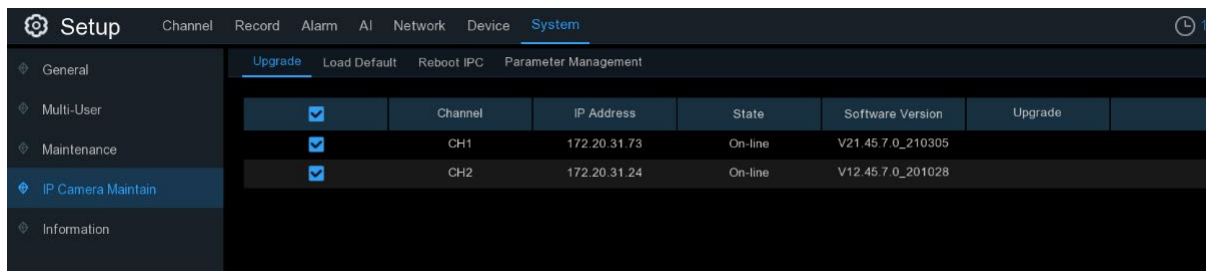 Setup Channel Record Alarm AI Network Device System
General
Upgrade Load Default Reboot IPC Parameter Management
Multi-User
Channel IP Address State Software Version Upgrade
Maintenance
CH1 172.20.31.73 On-line V21.45.7.0_210305
CH2 172.20.31.24 On-line V12.45.7.0_201028
IP Camera Maintain
Information